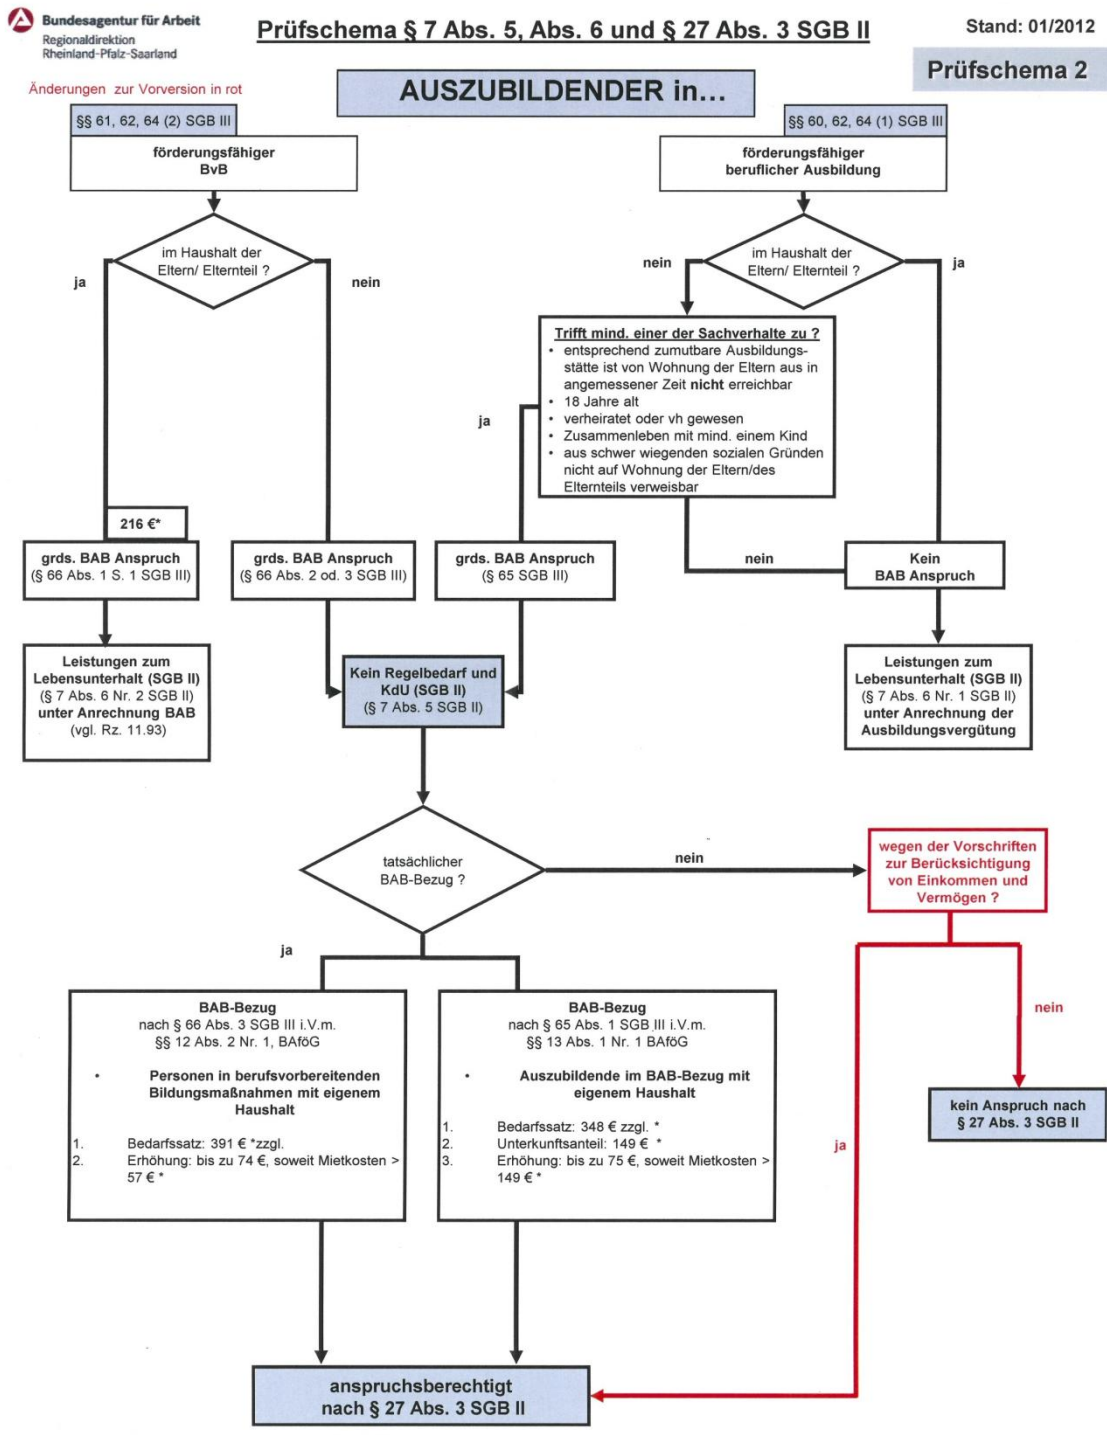 Bundesagentur für Arbeit
Regionaldirektion
Rheinland-Pfalz-Saarland
Prüfschema § 7 Abs. 5, Abs. 6 und § 27 Abs. 3 SGB II
Stand: 01/2012
Prüfschema 2
Änderungen zur Vorversion in rot
AUSZUBILDENDER in...
§§ 61, 62, 64 (2) SGB III
förderungsfähiger
BvB
§§ 60, 62, 64 (1) SGB III
förderungsfähiger
beruflicher Ausbildung
im Haushalt der
Eltern/ Elternteil ?
ja
nein
im Haushalt der
Eltern/ Elternteil ?
nein
ja
Trifft mind. einer der Sachverhalte zu ?
• entsprechend zumutbare Ausbildungs-
stätte ist von Wohnung der Eltern aus in
angemessener Zeit nicht erreichbar
• 18 Jahre alt
• verheiratet oder vh gewesen
• Zusammenleben mit mind. einem Kind
• aus schwer wiegenden sozialen Gründen
nicht auf Wohnung der Eltern/des
Elternteils verweisbar
ja
nein
216 €*
grds. BAB Anspruch
(§ 66 Abs. 1 S. 1 SGB III)
grds. BAB Anspruch
(§ 66 Abs. 2 od. 3 SGB III)
grds. BAB Anspruch
(§ 65 SGB III)
Kein
BAB Anspruch
Leistungen zum
Lebensunterhalt (SGB II)
(§ 7 Abs. 6 Nr. 2 SGB II)
unter Anrechnung BAB
(vgl. Rz. 11.93)
Kein Regelbedarf und
KdU (SGB II)
(§ 7 Abs. 5 SGB II)
Leistungen zum
Lebensunterhalt (SGB II)
(§ 7 Abs. 6 Nr. 1 SGB II)
unter Anrechnung der
Ausbildungsvergütung
tatsächlicher
BAB-Bezug ?
nein
ja
wegen der Vorschriften
zur Berücksichtigung
von Einkommen und
Vermögen ?
nein
ja
BAB-Bezug
nach § 66 Abs. 3 SGB III i.V.m.
§§ 12 Abs. 2 Nr. 1, BAföG
• Personen in berufsvorbereitenden
Bildungsmaßnahmen mit eigenem
Haushalt
1. Bedarfssatz: 391 € *zzgl.
2. Erhöhung: bis zu 74 €, soweit Mietkosten >
57 € *
BAB-Bezug
nach § 65 Abs. 1 SGB III i.V.m.
§§ 13 Abs. 1 Nr. 1 BAföG
• Auszubildende im BAB-Bezug mit
eigenem Haushalt
1. Bedarfssatz: 348 € zzgl. *
2. Unterkunftsanteil: 149 € *
3. Erhöhung: bis zu 75 €, soweit Mietkosten >
149 € *
kein Anspruch nach
§ 27 Abs. 3 SGB II
anspruchsberechtigt
nach § 27 Abs. 3 SGB II